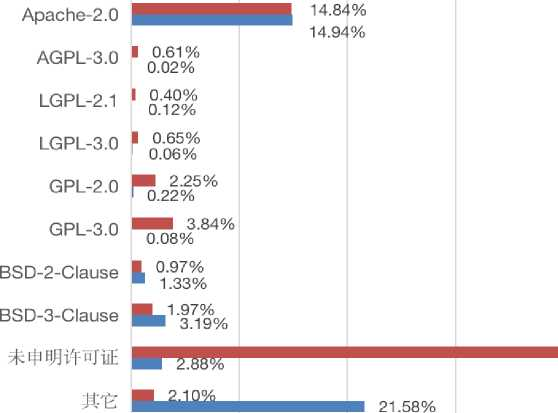 Apache-2.0
14.84%
14.94%
AGPL-3.0
0.61%
0.02%
LGPL-2.1
0.40%
0.12%
LGPL-3.0
0.65%
0.06%
GPL-2.0
2.25%
0.22%
GPL-3.0
3.84%
0.08%
BSD-2-Clause
0.97%
1.33%
BSD-3-Clause
1.97%
3.19%
未申明许可证
2.88%
其它
2.10%
21.58%